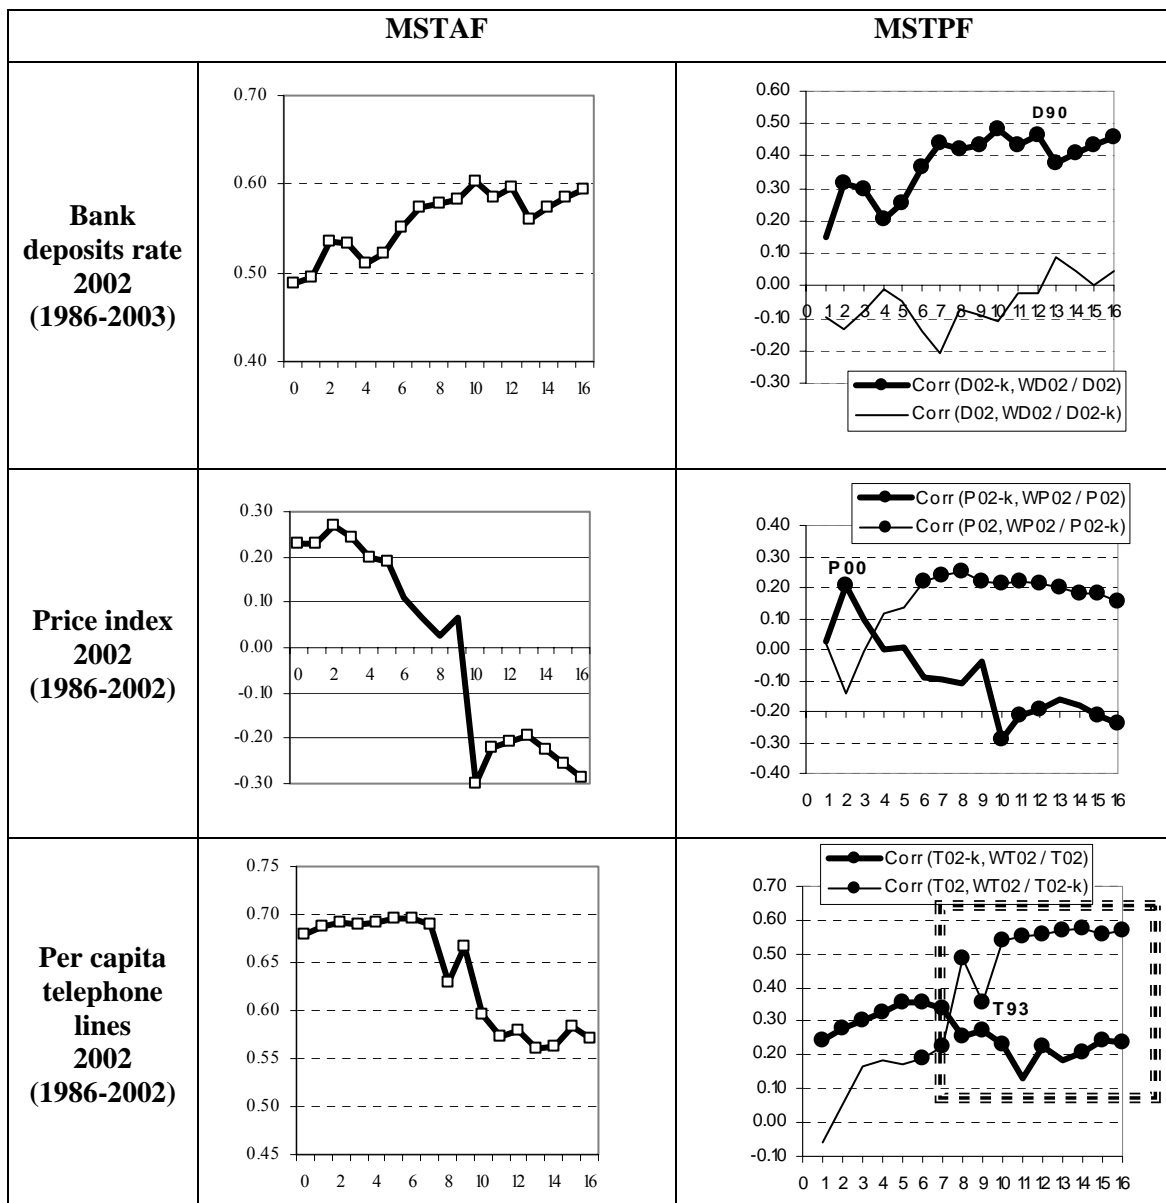 MSTAF
MSTPF
Bank
deposits rate
2002
(1986-2003)
0.70
0.60
0.50
0.40
0 2 4 6 8 10 12 14 16
0.60
0.50
0.40
0.30
0.20
0.10
0.00
-0.10
-0.20
-0.30
D90
0 1 2 3 4 5 6 7 8 9 10 11 12 13 14 15 16
Corr (D02-k, WD02 / D02)
Corr (D02, WD02 / D02-k)
Price index
2002
(1986-2002)
0.30
0.20
0.10
0.00
-0.10
-0.20
-0.30
0 2 4 6 8 10 12 14 16
Corr (P02-k, WP02 / P02)
Corr (P02, WP02 / P02-k)
0.40
0.30
0.20
0.10
0.00
-0.10
-0.20
-0.30
-0.40
P00
0 1 2 3 4 5 6 7 8 9 10 11 12 13 14 15 16
Per capita
telephone
lines
2002
(1986-2002)
0.75
0.70
0.65
0.60
0.55
0.50
0.45
0 2 4 6 8 10 12 14 16
Corr (T02-k, WT02 / T02)
Corr (T02, WT02 / T02-k)
0.70
0.60
0.50
0.40
0.30
0.20
0.10
0.00
-0.10
T93
0 1 2 3 4 5 6 7 8 9 10 11 12 13 14 15 16